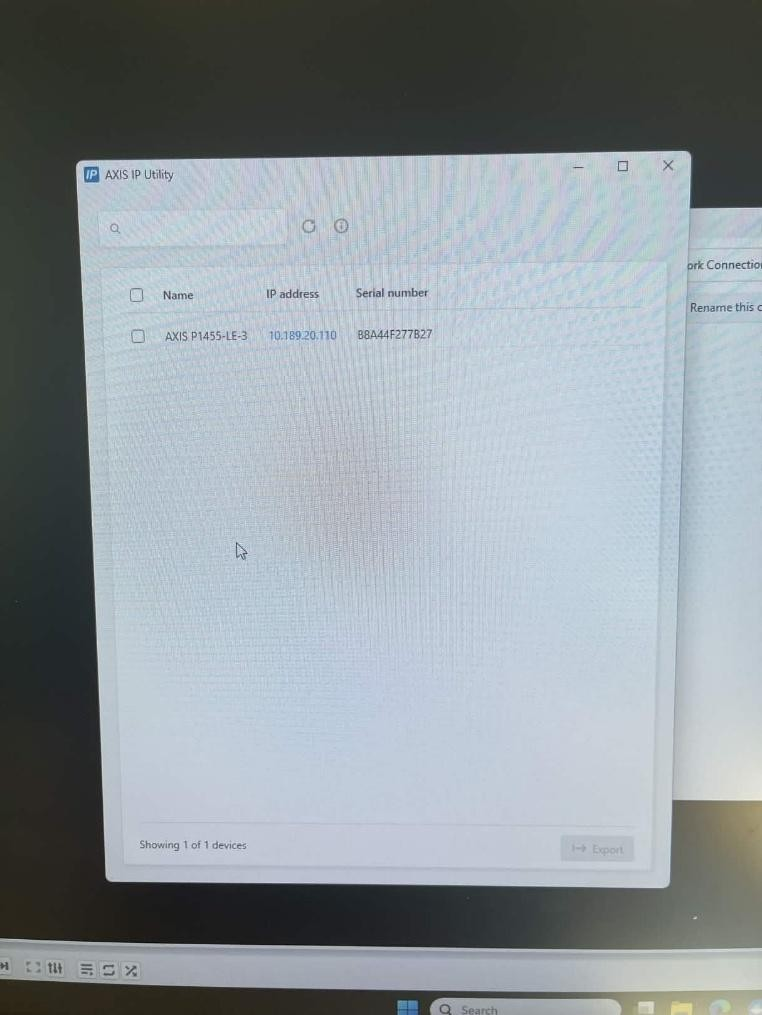 IP AXIS IP Utility
Name IP address Serial number
AXIS P1455-LE-3 10.189.20.110 B8A44F277B27
Showing 1 of 1 devices
Export
ork Connectio
Rename this c
Search